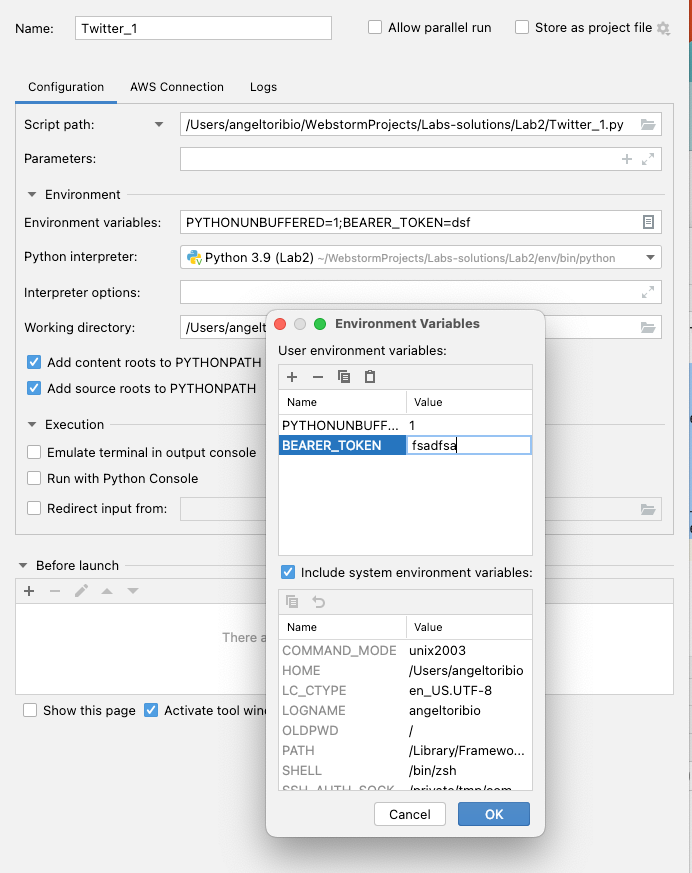 Name: Twitter_1 Allow parallel run Store as project file
Configuration AWS Connection Logs
Script path: /Users/angeltoribio/WebstormProjects/Labs-solutions/Lab2/Twitter_1.py
Parameters:
Environment
Environment variables: PYTHONUNBUFFERED=1;BEARER_TOKEN=dsf
Python interpreter: Python 3.9 (Lab2) ~/WebstormProjects/Labs-solutions/Lab2/env/bin/python
Interpreter options:
Working directory: /Users/angelt
Add content roots to PYTHONPATH
Add source roots to PYTHONPATH
Execution
Emulate terminal in output console
Run with Python Console
Redirect input from:
Before launch
There a
Show this page Activate tool wind
Environment Variables
User environment variables:
Name Value
PYTHONUNBUFF... 1
BEARER_TOKEN fsadfsa
Include system environment variables:
Name Value
COMMAND_MODE unix2003
HOME /Users/angeltoribio
LC_CTYPE en_US.UTF-8
LOGNAME angeltoribio
OLDPWD /
PATH /Library/Framewo...
SHELL /bin/zsh
SSH_AUTH_SOCK /private/tmp/com
Cancel OK